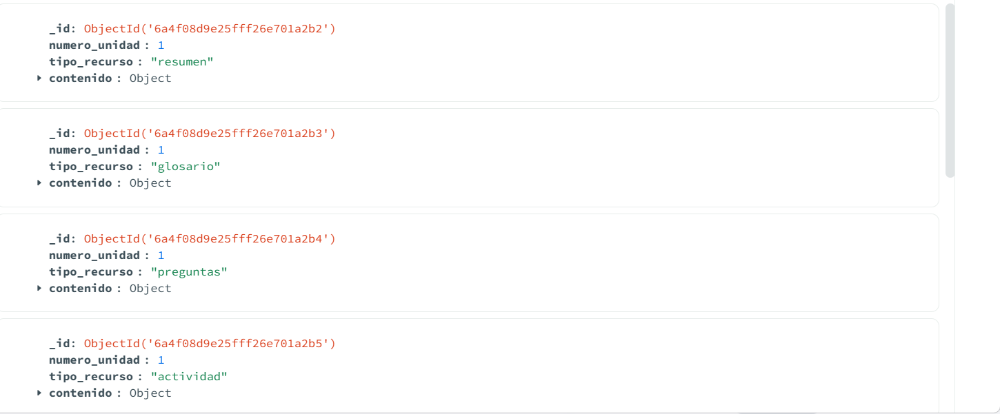 _id: ObjectId('6a4f08d9e25fff26e701a2b2')
numero_unidad : 1
tipo_recurso : "resumen"
contenido : Object
_id: ObjectId('6a4f08d9e25fff26e701a2b3')
numero_unidad : 1
tipo_recurso : "glosario"
contenido : Object
_id: ObjectId('6a4f08d9e25fff26e701a2b4')
numero_unidad : 1
tipo_recurso : "preguntas"
contenido : Object
_id: ObjectId('6a4f08d9e25fff26e701a2b5')
numero_unidad : 1
tipo_recurso : "actividad"
contenido : Object